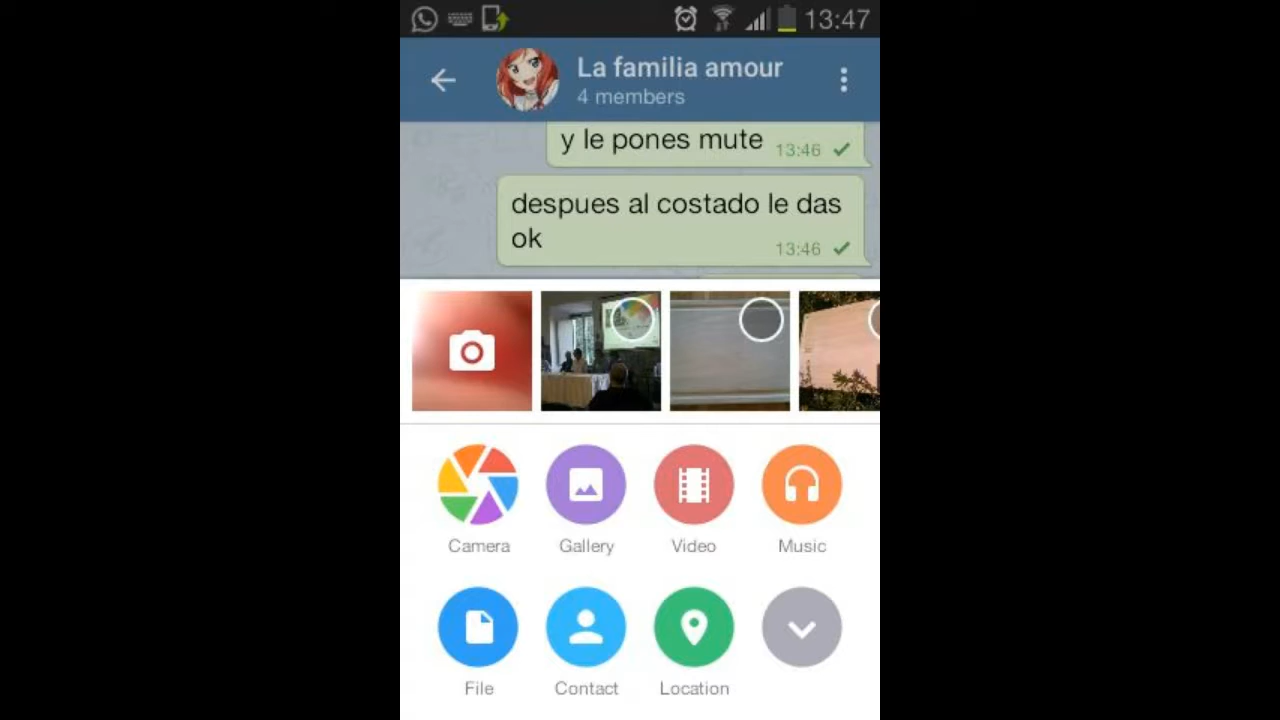 13:47
La familia amour
4 members
y le pones mute 13:46
despues al costado le das
ok 13:46
Camera Gallery Video Music
File Contact Location